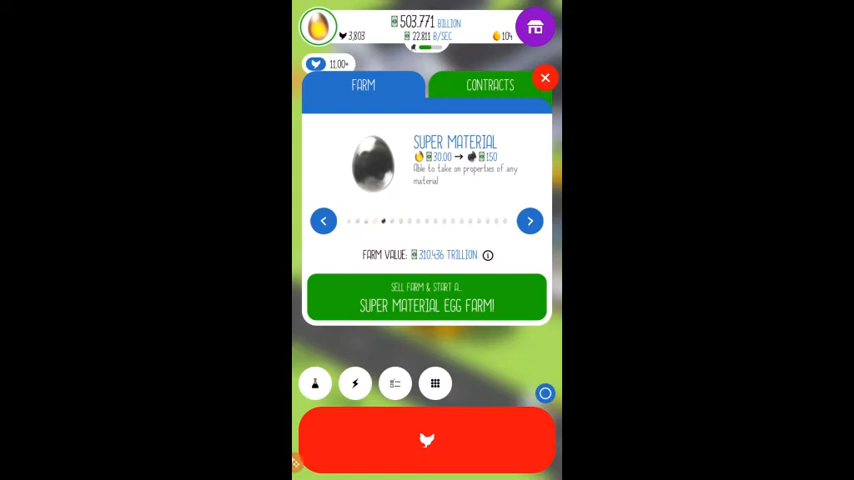 503.771 BILLION
3,803
22.811 B/SEC
104
11.00×
FARM
CONTRACTS
SUPER MATERIAL
30.00 → 150
Able to take on properties of any
material
FARM VALUE: 310.436 TRILLION
SELL FARM & START A...
SUPER MATERIAL EGG FARM!